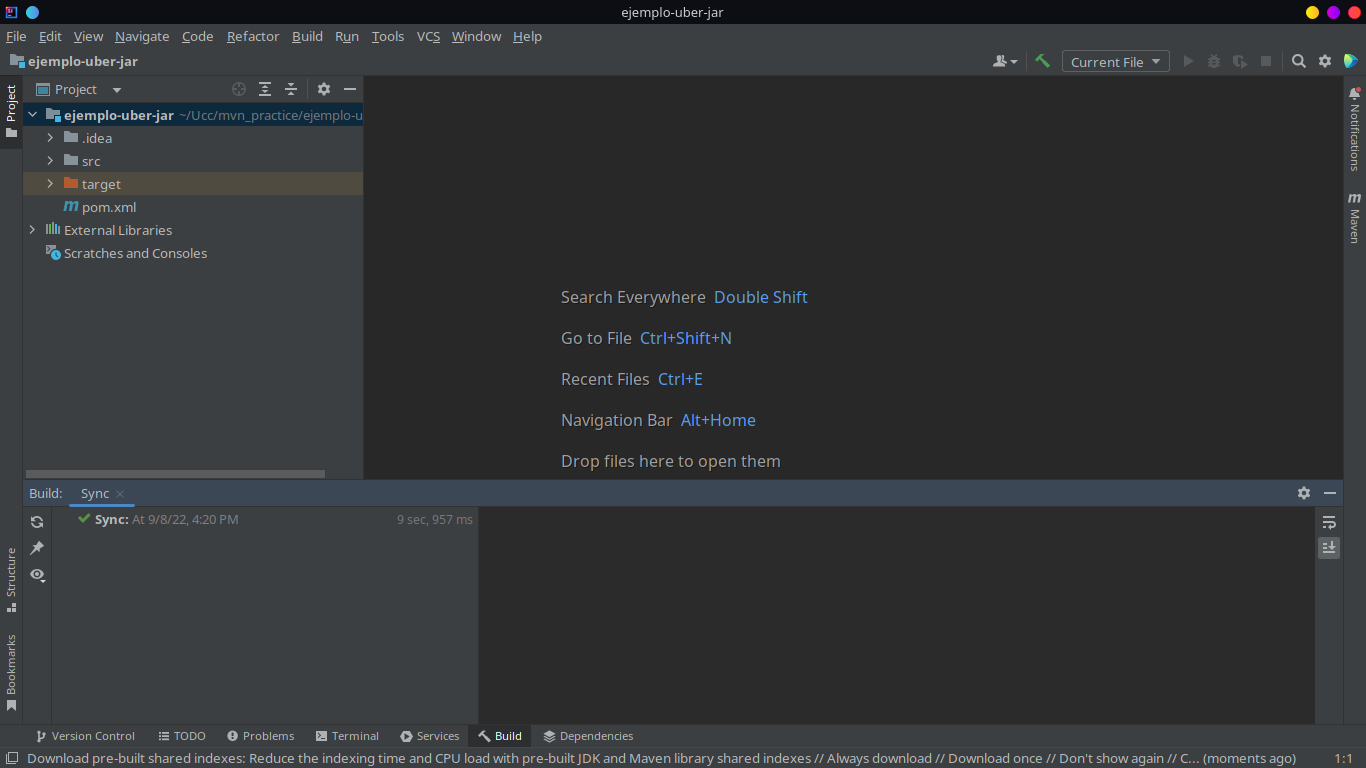 ejemplo-uber-jar
File Edit View Navigate Code Refactor Build Run Tools VCS Window Help
ejemplo-uber-jar
Current File
Project
Project
ejemplo-uber-jar ~/Ucc/mvn_practice/ejemplo-u
.idea
src
target
pom.xml
External Libraries
Scratches and Consoles
Search Everywhere Double Shift
Go to File Ctrl+Shift+N
Recent Files Ctrl+E
Navigation Bar Alt+Home
Drop files here to open them
Notifications
Maven
Build: Sync
Sync: At 9/8/22, 4:20 PM 9 sec, 957 ms
Structure
Bookmarks
Version Control TODO Problems Terminal Services Build Dependencies
Download pre-built shared indexes: Reduce the indexing time and CPU load with pre-built JDK and Maven library shared indexes // Always download // Download once // Don't show again // C... (moments ago) 1:1